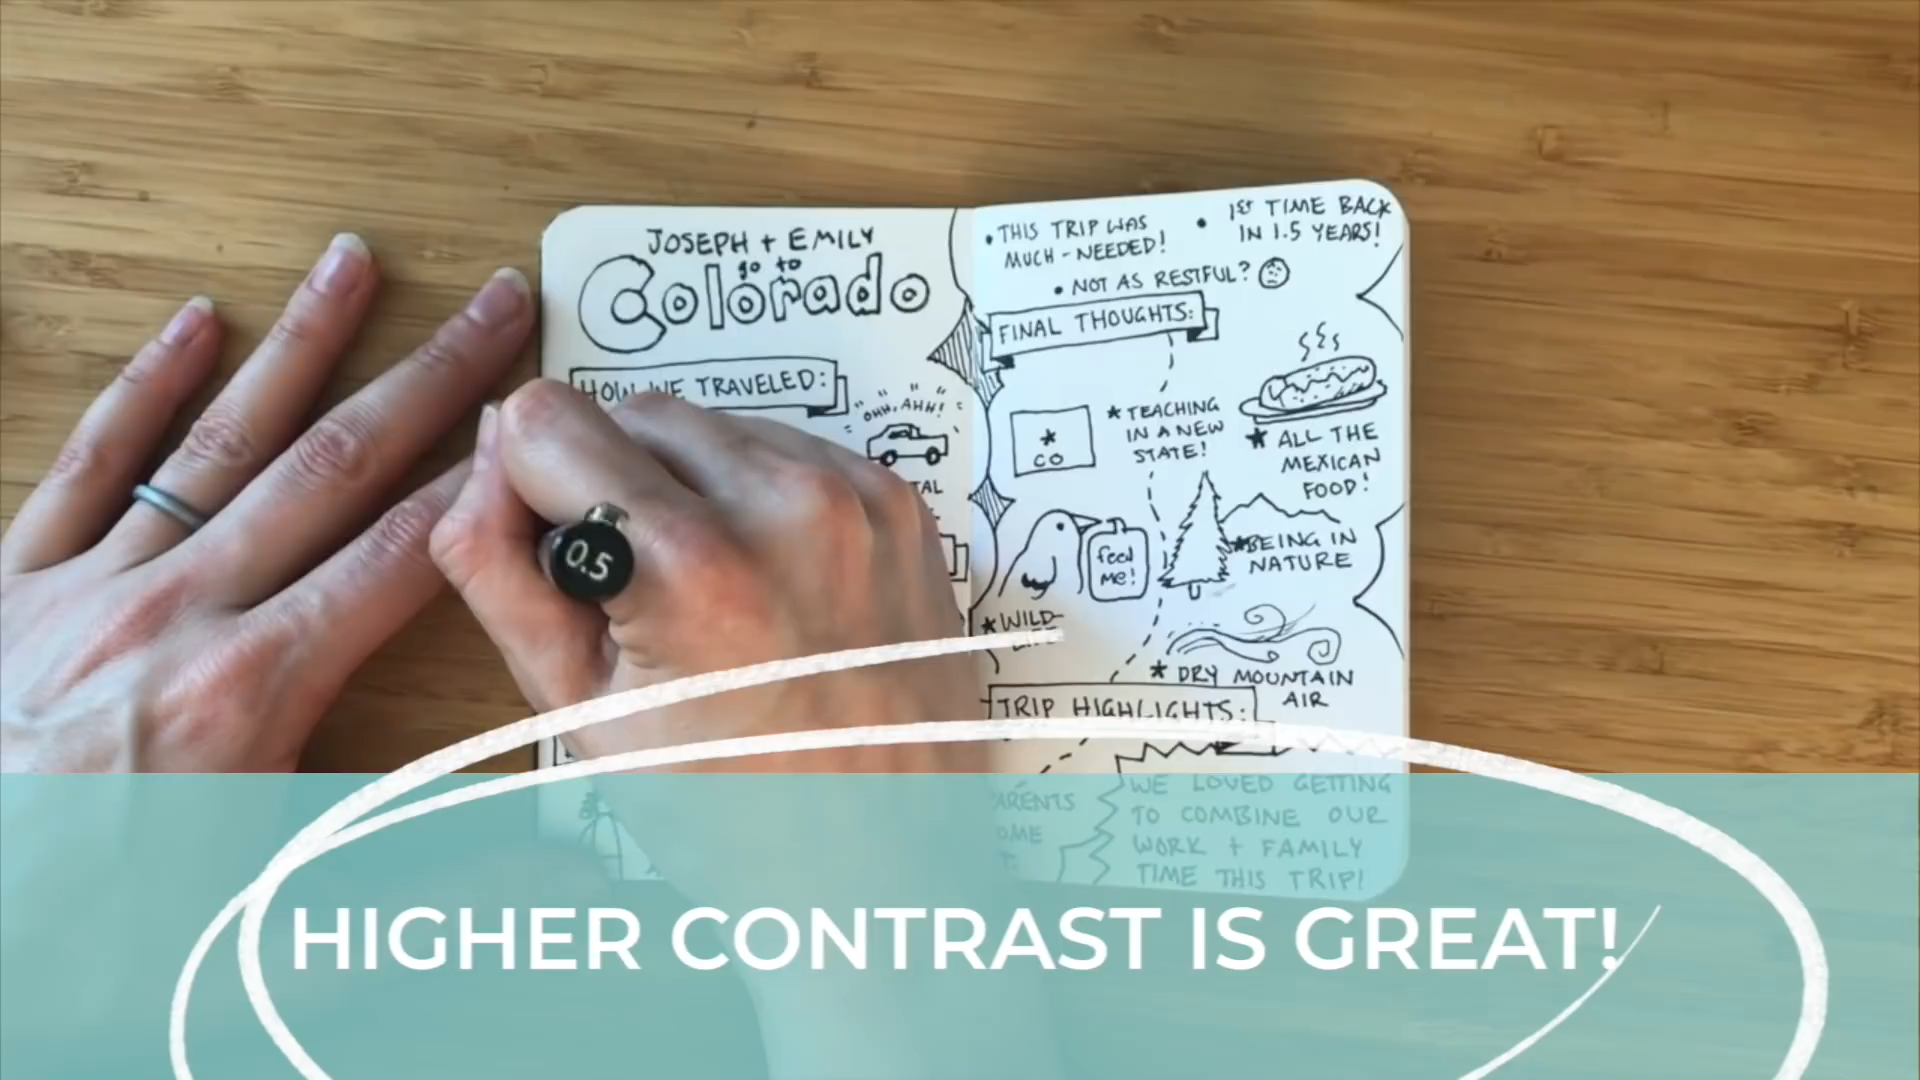 JOSEPH + EMILY
go to
Colorado
HOW WE TRAVELED:
OHH, AHH!
0.5
• THIS TRIP WAS
MUCH-NEEDED!
• 1ST TIME BACK
IN 1.5 YEARS!
• NOT AS RESTFUL?
FINAL THOUGHTS:
* CO
* TEACHING
IN A NEW
STATE!
* ALL THE
MEXICAN
FOOD!
feed
me!
* BEING IN
NATURE
* WILD-
LIFE
* DRY MOUNTAIN
AIR
TRIP HIGHLIGHTS:
WE LOVED GETTING
TO COMBINE OUR
WORK + FAMILY
TIME THIS TRIP!
HIGHER CONTRAST IS GREAT!